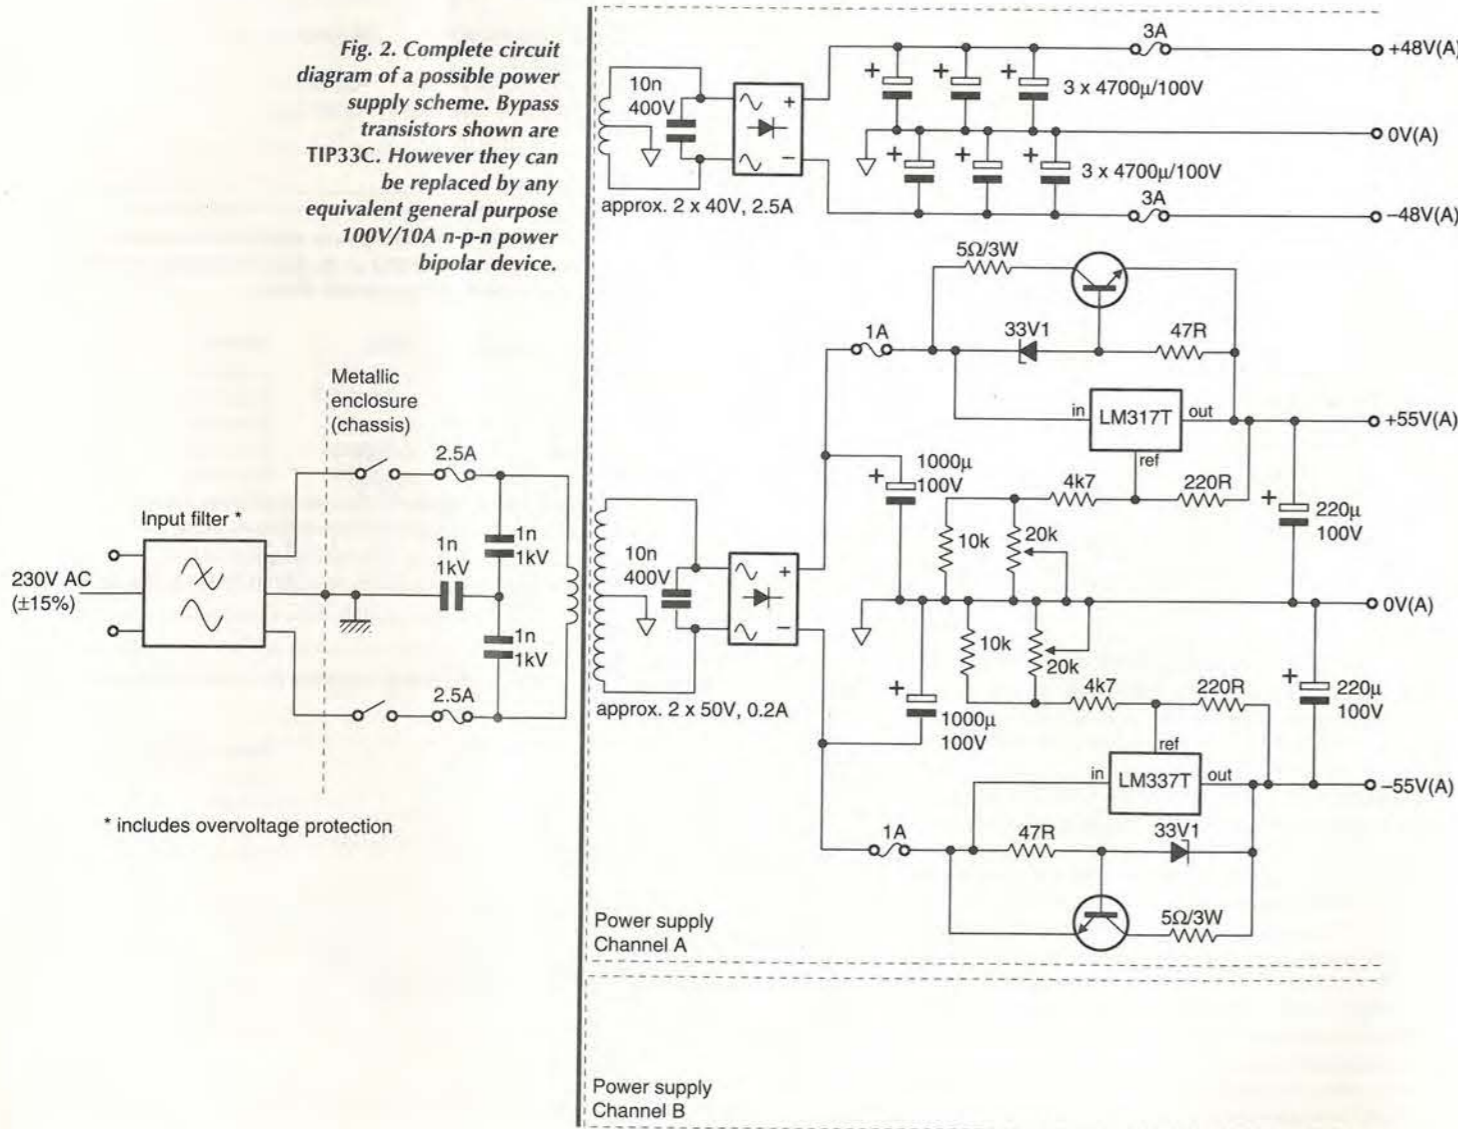 Fig. 2. Complete circuit
diagram of a possible power
supply scheme. Bypass
transistors shown are
TIP33C. However they can
be replaced by any
equivalent general purpose
100V/10A n-p-n power
bipolar device.
10n
400V
+
−
approx. 2 x 40V, 2.5A
+
+
+
3 x 4700μ/100V
+
+
+
3 x 4700μ/100V
3A
+48V(A)
0V(A)
3A
−48V(A)
5Ω/3W
1A
33V1
47R
in
LM317T
out
ref
+55V(A)
+
1000μ
100V
4k7
220R
+
220μ
100V
10k
20k
Metallic
enclosure
(chassis)
2.5A
Input filter *
1n
1kV
1n
1kV
230V AC
(±15%)
1n
1kV
2.5A
10n
400V
+
−
approx. 2 x 50V, 0.2A
0V(A)
10k
20k
+
1000μ
100V
4k7
220R
+
220μ
100V
ref
in
LM337T
out
−55V(A)
* includes overvoltage protection
1A
47R
33V1
5Ω/3W
Power supply
Channel A
Power supply
Channel B